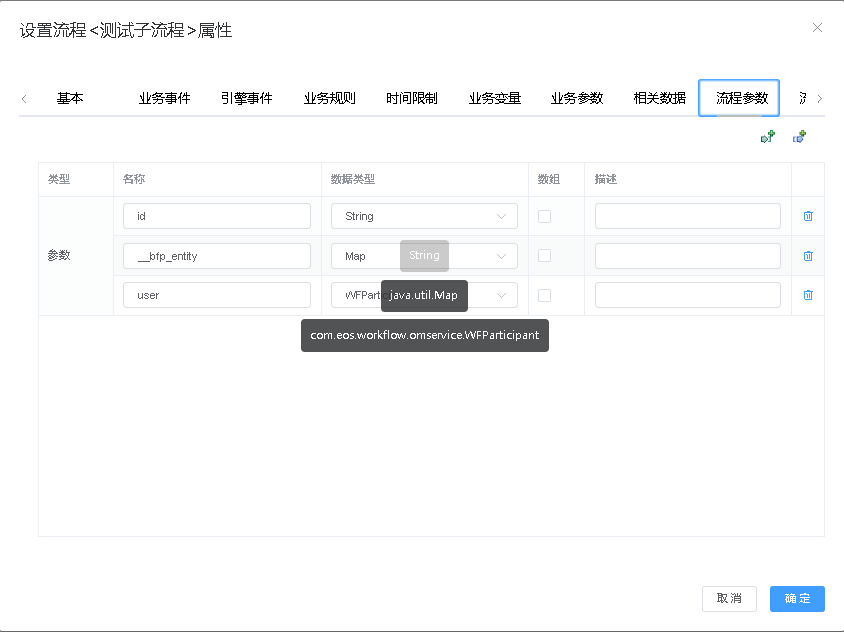 设置流程<测试子流程>属性
基本 业务事件 引擎事件 业务规则 时间限制 业务变量 业务参数 相关数据 流程参数
类型 名称 数据类型 数组 描述
参数
id String
__bfp_entity Map String
user WFParti java.util.Map
com.eos.workflow.omservice.WFParticipant
取消 确定